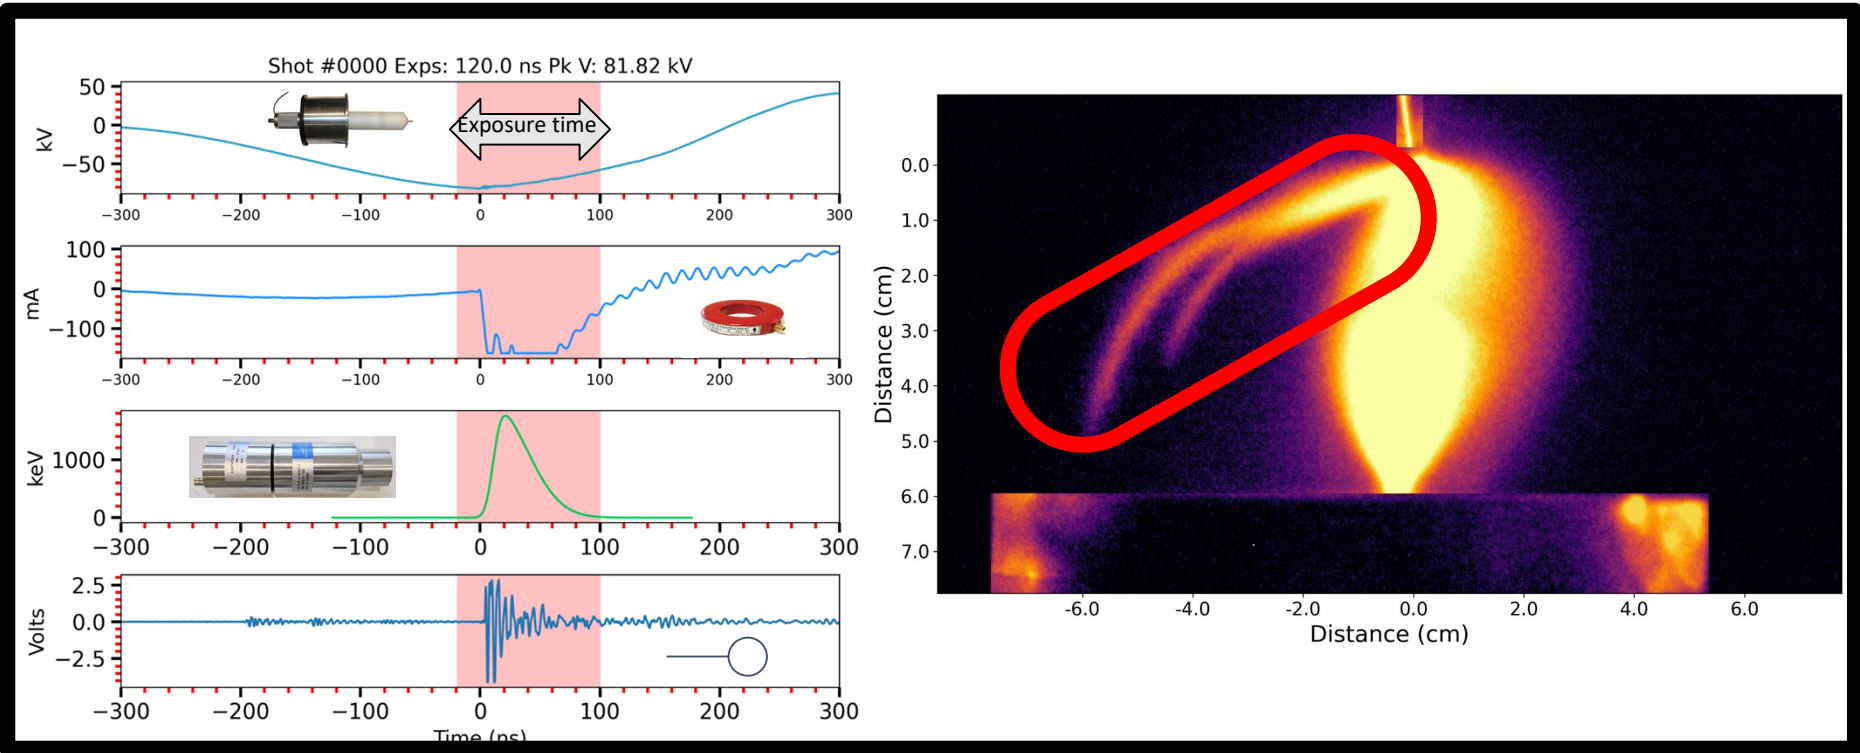 Shot #0000 Exps: 120.0 ns Pk V: 81.82 kV
50
0
−50
kV
Exposure time
−300 −200 −100 0 100 200 300
100
0
−100
mA
−300 −200 −100 0 100 200 300
1000
0
keV
−300 −200 −100 0 100 200 300
2.5
0.0
−2.5
Volts
−300 −200 −100 0 100 200 300
Time (ns)
0.0
1.0
2.0
3.0
4.0
5.0
6.0
7.0
Distance (cm)
-6.0 -4.0 -2.0 0.0 2.0 4.0 6.0
Distance (cm)